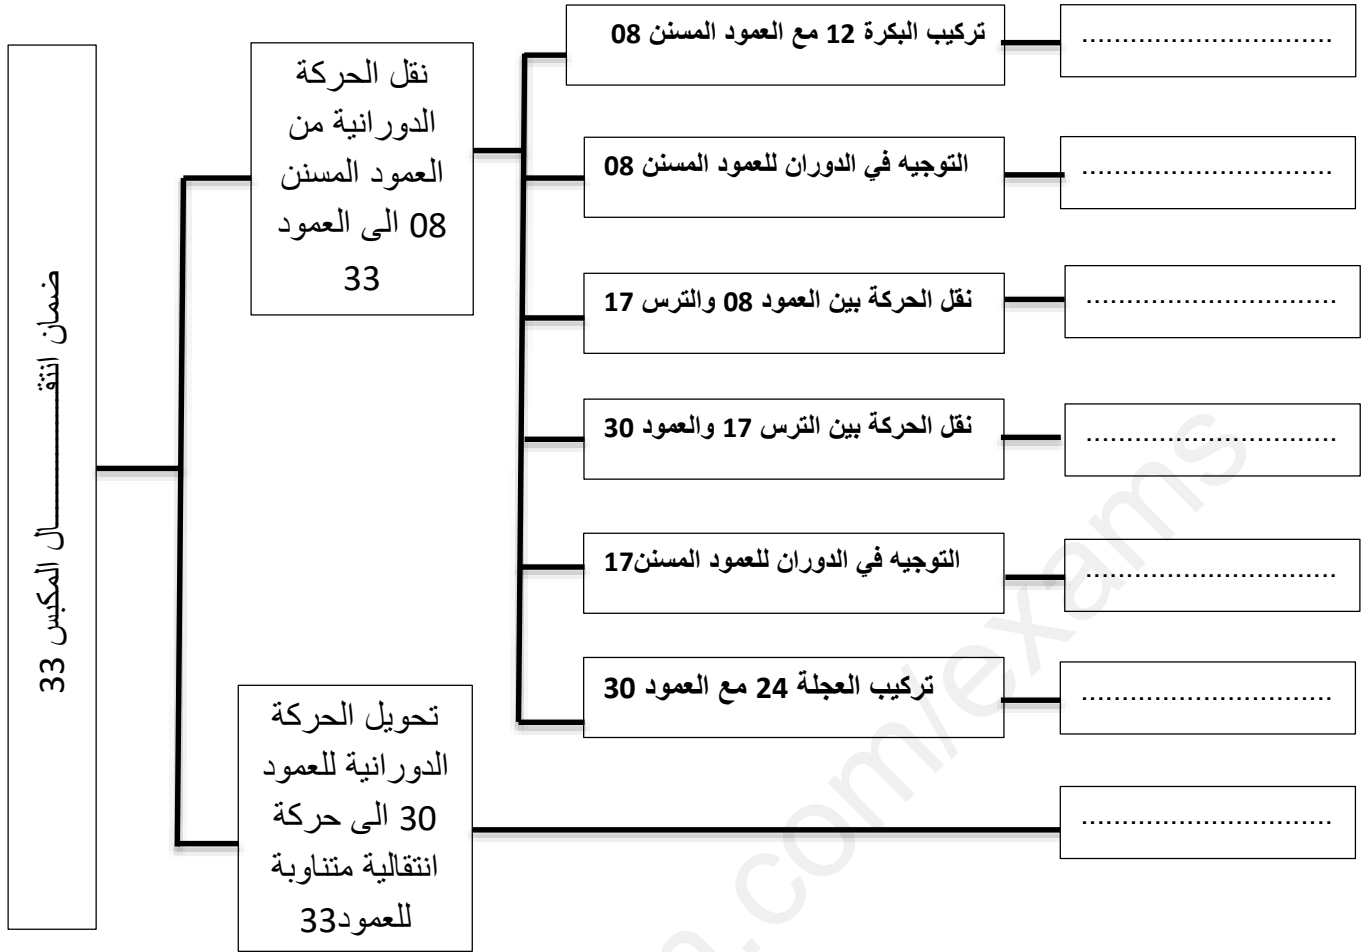 ضمان انتقــــــــــــــال المكبس 33
نقل الحركة
الدورانية من
العمود المسنن
08 الى العمود
33
تركيب البكرة 12 مع العمود المسنن 08
...............................
التوجيه في الدوران للعمود المسنن 08
...............................
نقل الحركة بين العمود 08 والترس 17
...............................
نقل الحركة بين الترس 17 والعمود 30
...............................
التوجيه في الدوران للعمود المسنن17
...............................
تركيب العجلة 24 مع العمود 30
...............................
تحويل الحركة
الدورانية للعمود
30 الى حركة
انتقالية متناوبة
للعمود33
...............................
a.com/exams